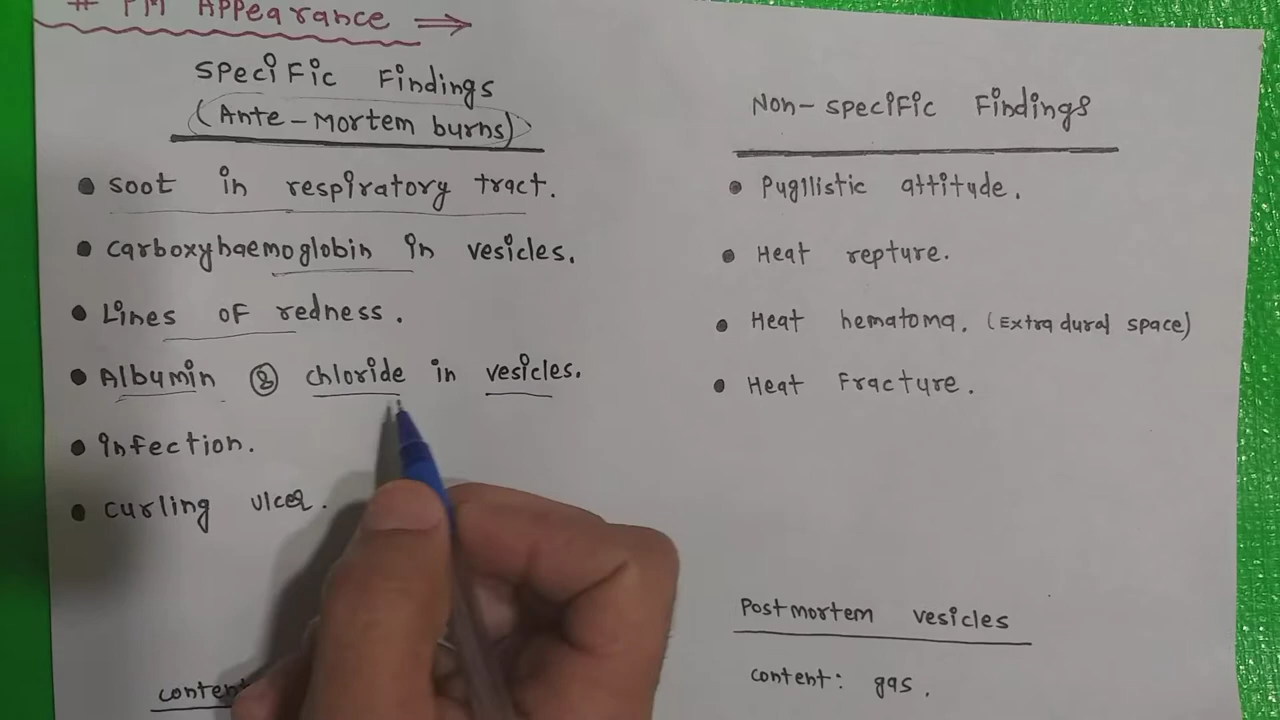 # PM Appearance ⇒
Specific Findings
(Ante-Mortem burns)
• soot in respiratory tract.
• carboxyhaemoglobin in vesicles.
• Lines of redness.
• Albumin & chloride in vesicles.
• infection.
• curling ulcer.
Non-specific Findings
• Pugilistic attitude.
• Heat repture.
• Heat hematoma. (Extra dural space)
• Heat Fracture.
Postmortem vesicles
content: gas.